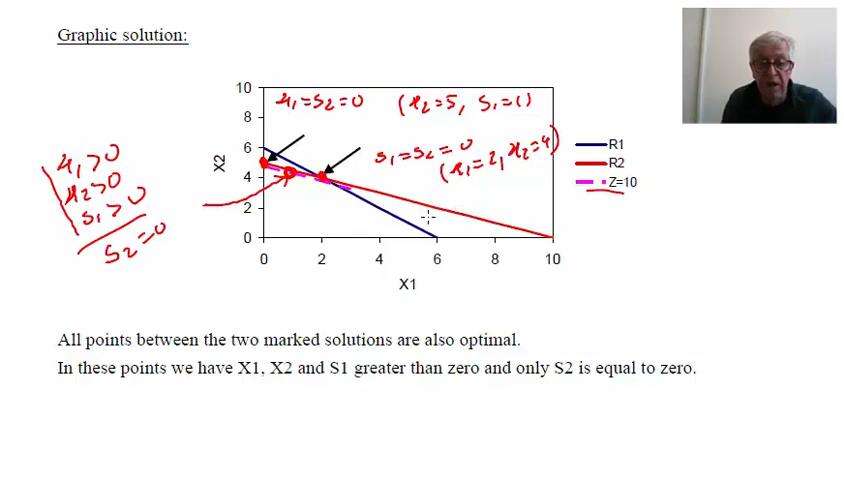 Graphic solution:
10
8
6
4
2
0
X2
0 2 4 6 8 10
X1
R1
R2
Z=10
x₁=s₂=0 (x₂=5, s₁=1)
s₁=s₂=0
(x₁=2, x₂=4)
x₁>0
x₂>0
s₁>0
s₂=0
All points between the two marked solutions are also optimal.
In these points we have X1, X2 and S1 greater than zero and only S2 is equal to zero.